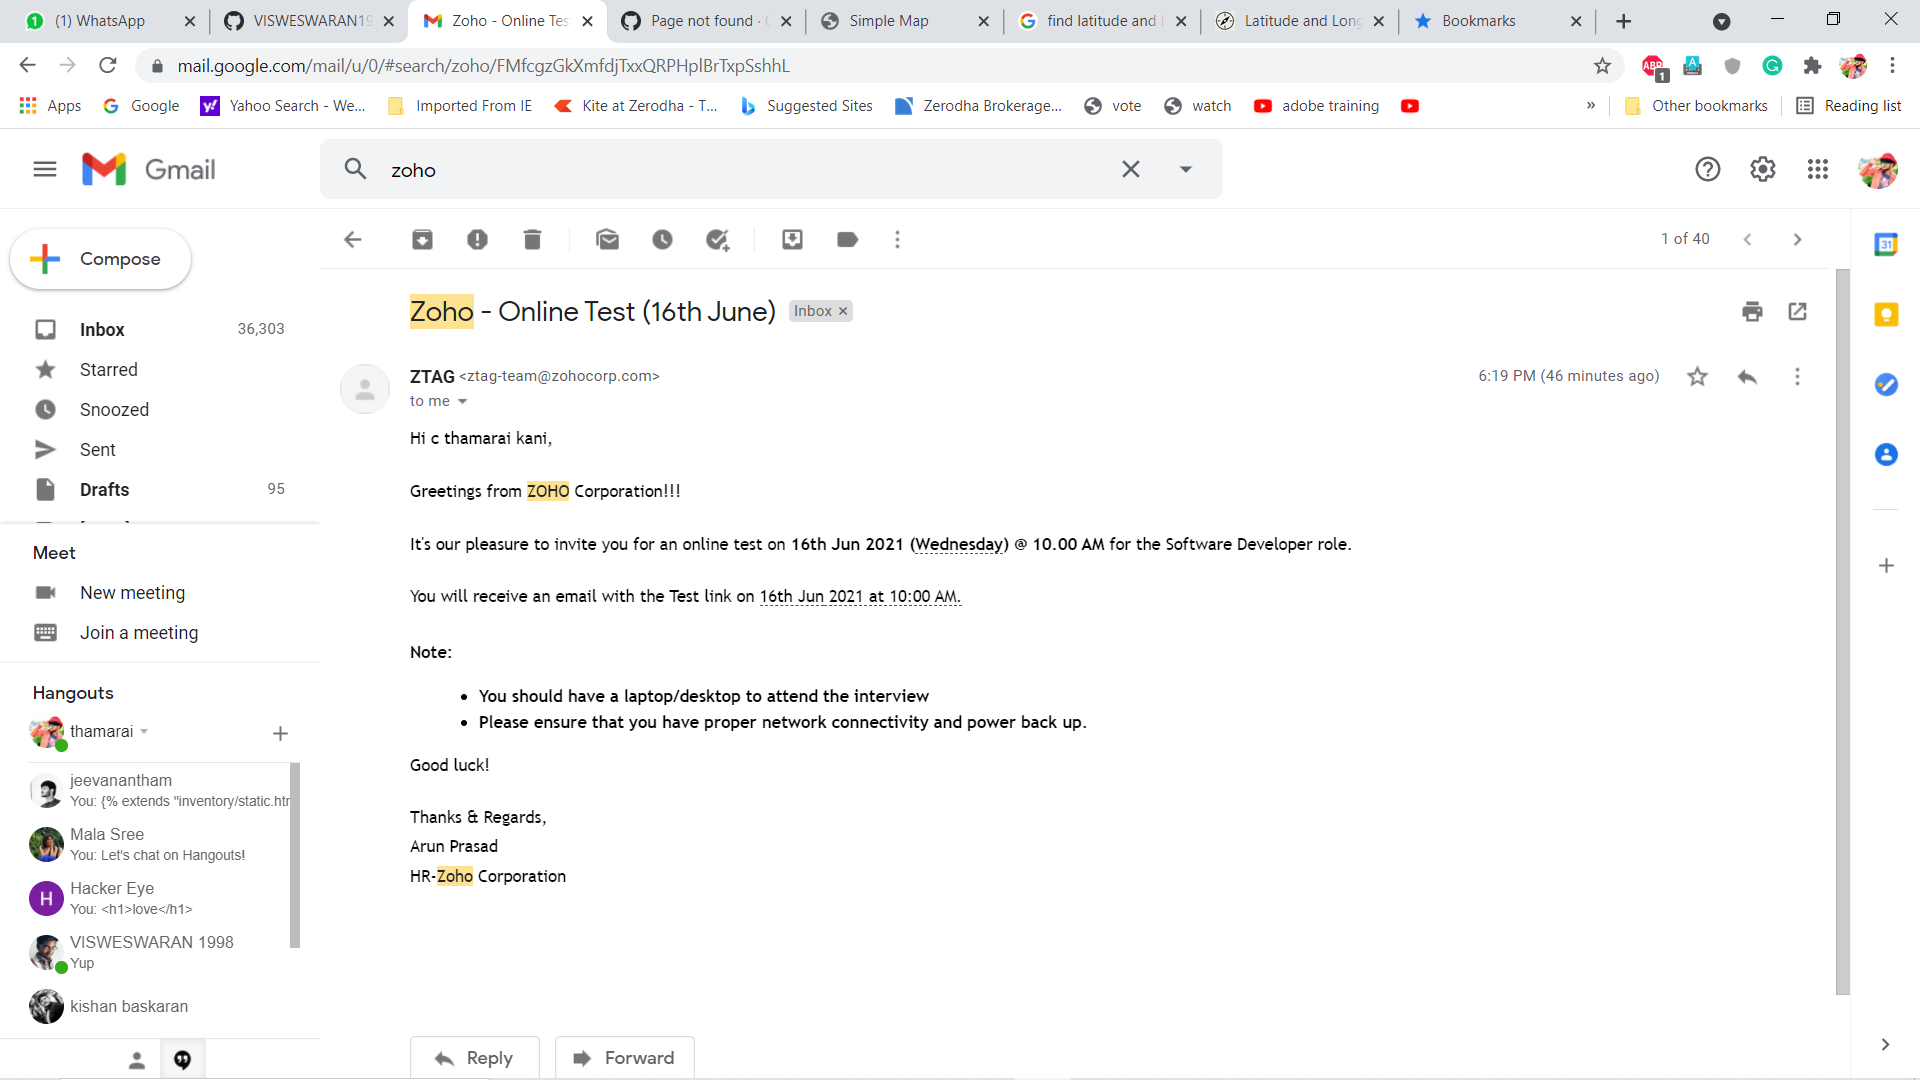 (1) WhatsApp
VISWESWARAN19
Zoho - Online Tes
Page not found · G
Simple Map
find latitude and l
Latitude and Long
Bookmarks
mail.google.com/mail/u/0/#search/zoho/FMfcgzGkXmfdjTxxQRPHplBrTxpSshhL
ABP
1
Apps
Google
Yahoo Search - We...
Imported From IE
Kite at Zerodha - T...
Suggested Sites
Zerodha Brokerage...
vote
watch
adobe training
»
Other bookmarks
Reading list
Gmail
zoho
Compose
1 of 40
31
Inbox 36,303
Starred
Snoozed
Sent
Drafts 95
Meet
New meeting
Join a meeting
Hangouts
thamarai
jeevanantham
You: {% extends "inventory/static.htr
Mala Sree
You: Let's chat on Hangouts!
H
Hacker Eye
You: <h1>love</h1>
VISWESWARAN 1998
Yup
kishan baskaran
Zoho - Online Test (16th June)
Inbox ×
ZTAG <ztag-team@zohocorp.com>
6:19 PM (46 minutes ago)
to me
Hi c thamarai kani,
Greetings from ZOHO Corporation!!!
It's our pleasure to invite you for an online test on 16th Jun 2021 (Wednesday) @ 10.00 AM for the Software Developer role.
You will receive an email with the Test link on 16th Jun 2021 at 10:00 AM.
Note:
• You should have a laptop/desktop to attend the interview
• Please ensure that you have proper network connectivity and power back up.
Good luck!
Thanks & Regards,
Arun Prasad
HR-Zoho Corporation
Reply
Forward